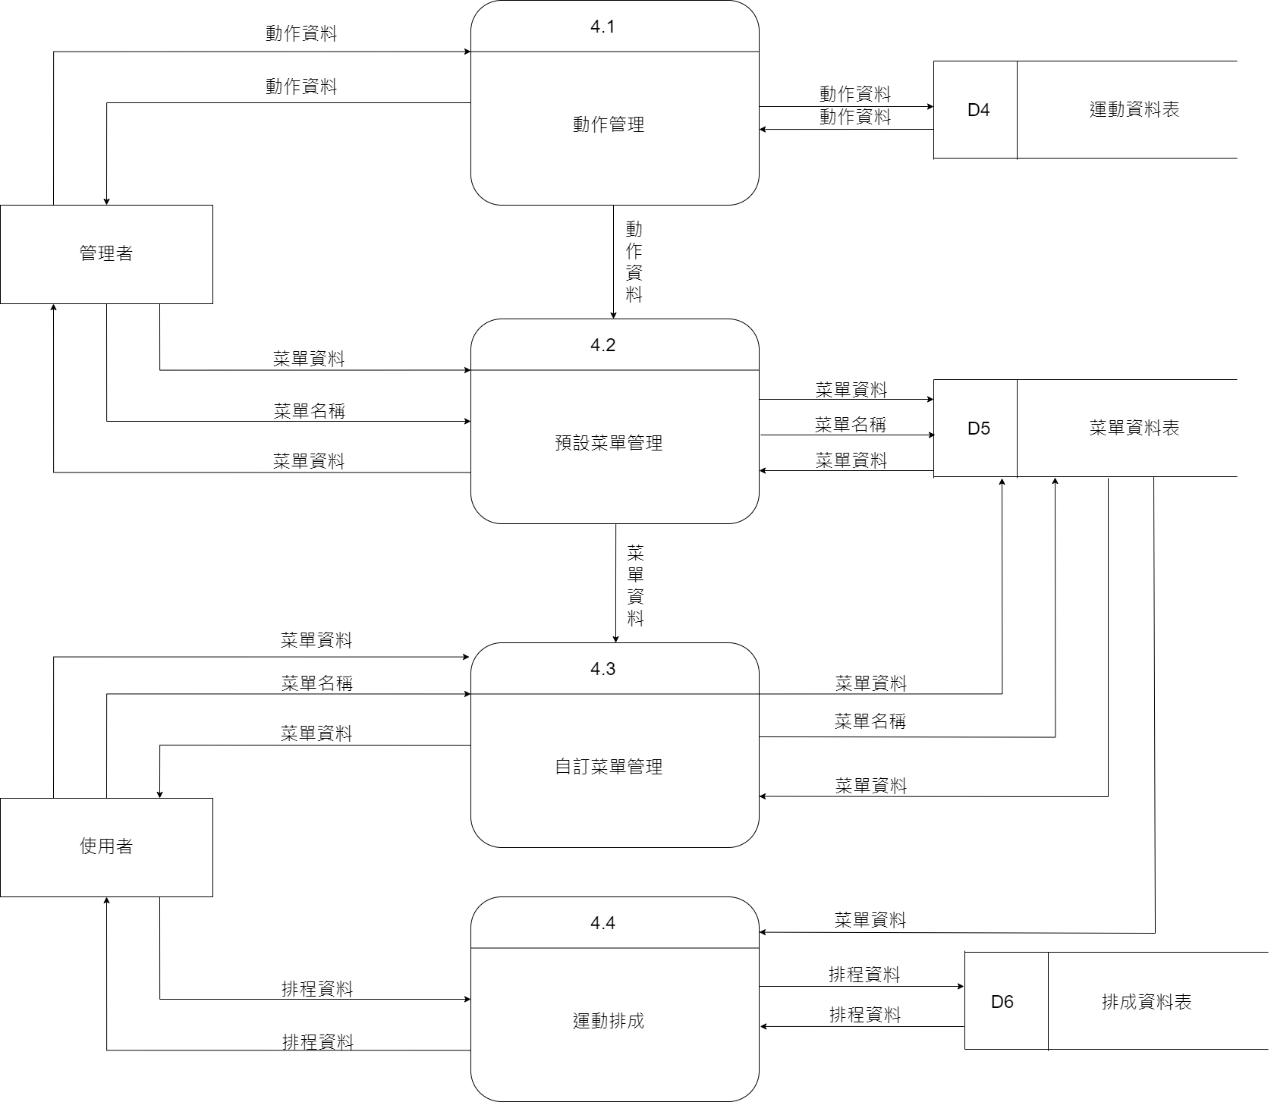 4.1
動作資料
動作資料
動作管理
動作資料
動作資料
D4
運動資料表
管理者
動作資料
4.2
菜單資料
菜單名稱
菜單資料
預設菜單管理
菜單資料
菜單名稱
菜單資料
D5
菜單資料表
菜單資料
4.3
菜單資料
菜單名稱
菜單資料
自訂菜單管理
菜單資料
菜單名稱
菜單資料
使用者
4.4
菜單資料
排程資料
排程資料
運動排成
排程資料
排程資料
D6
排成資料表